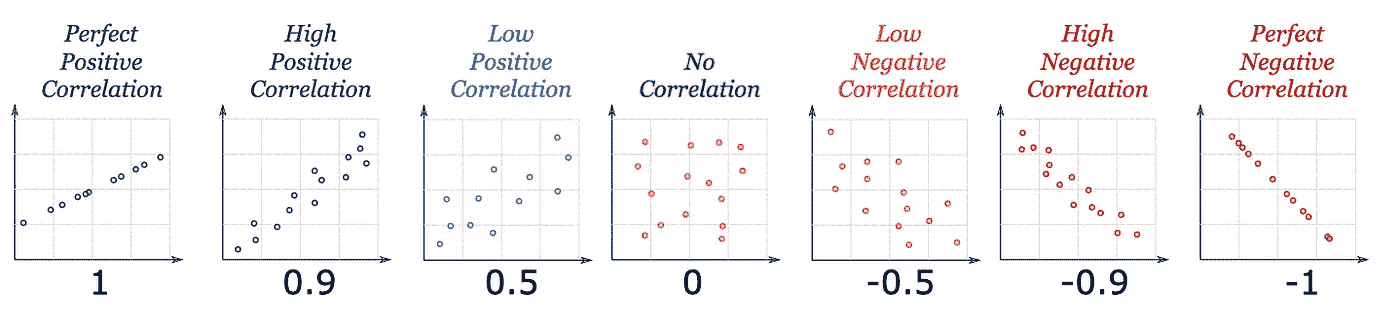 Perfect
Positive
Correlation
1
High
Positive
Correlation
0.9
Low
Positive
Correlation
0.5
No
Correlation
0
Low
Negative
Correlation
-0.5
High
Negative
Correlation
-0.9
Perfect
Negative
Correlation
-1